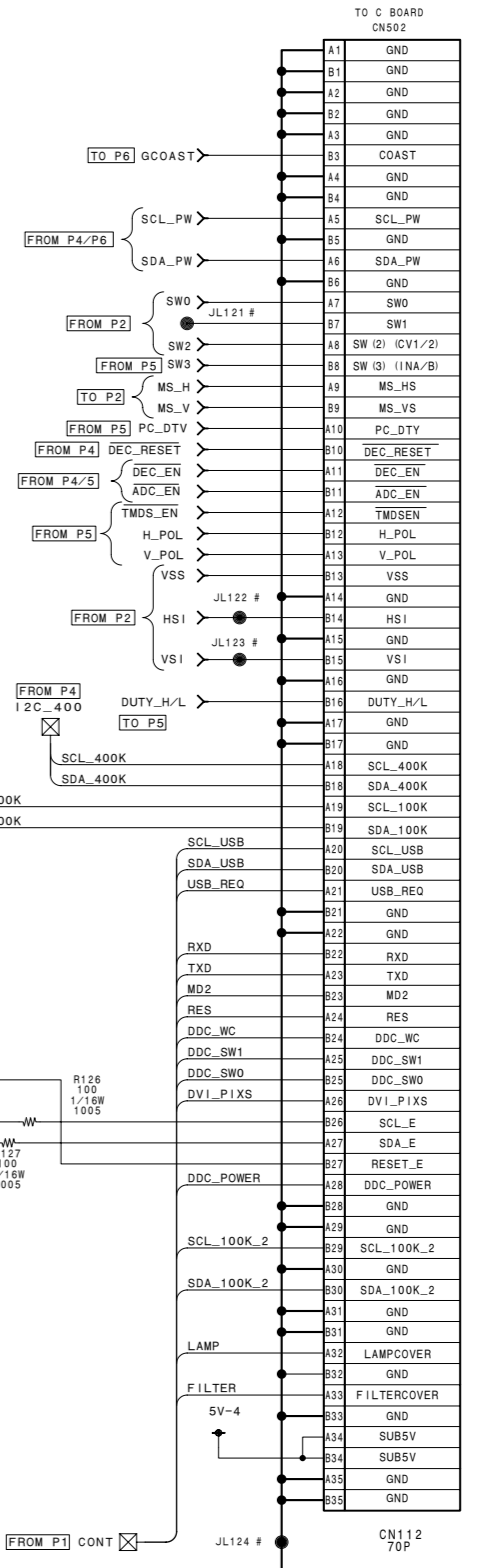 TO C BOARD
CN502
A1 GND
B1 GND
A2 GND
B2 GND
A3 GND
TO P6 GCOAST B3 COAST
A4 GND
B4 GND
SCL_PW A5 SCL_PW
FROM P4/P6 B5 GND
SDA_PW A6 SDA_PW
B6 GND
SW0 A7 SW0
FROM P2 JL121 # B7 SW1
SW2 A8 SW(2) (CV1/2)
FROM P5 SW3 B8 SW(3) (INA/B)
MS_H A9 MS_HS
TO P2
MS_V B9 MS_VS
FROM P5 PC_DTV A10 PC_DTY
FROM P4 DEC_RESET B10 DEC_RESET
DEC_EN A11 DEC_EN
FROM P4/5
ADC_EN B11 ADC_EN
TMDS_EN A12 TMDSEN
FROM P5 H_POL B12 H_POL
V_POL A13 V_POL
VSS B13 VSS
JL122 # A14 GND
FROM P2 HSI B14 HSI
JL123 # A15 GND
VSI B15 VSI
A16 GND
FROM P4
I2C_400
DUTY_H/L B16 DUTY_H/L
TO P5
A17 GND
B17 GND
SCL_400K A18 SCL_400K
SDA_400K B18 SDA_400K
00K A19 SCL_100K
00K B19 SDA_100K
SCL_USB A20 SCL_USB
SDA_USB B20 SDA_USB
USB_REQ A21 USB_REQ
B21 GND
A22 GND
RXD B22 RXD
TXD A23 TXD
MD2 B23 MD2
RES A24 RES
DDC_WC B24 DDC_WC
DDC_SW1 A25 DDC_SW1
DDC_SW0 B25 DDC_SW0
DVI_PIXS A26 DVI_PIXS
R126
100
1/16W
1005
B26 SCL_E
A27 SDA_E
127
100
/16W
005
B27 RESET_E
DDC_POWER A28 DDC_POWER
B28 GND
A29 GND
SCL_100K_2 B29 SCL_100K_2
A30 GND
SDA_100K_2 B30 SDA_100K_2
A31 GND
B31 GND
LAMP A32 LAMPCOVER
B32 GND
FILTER A33 FILTERCOVER
5V-4 B33 GND
A34 SUB5V
B34 SUB5V
A35 GND
B35 GND
FROM P1 CONT JL124 #
CN112
70P